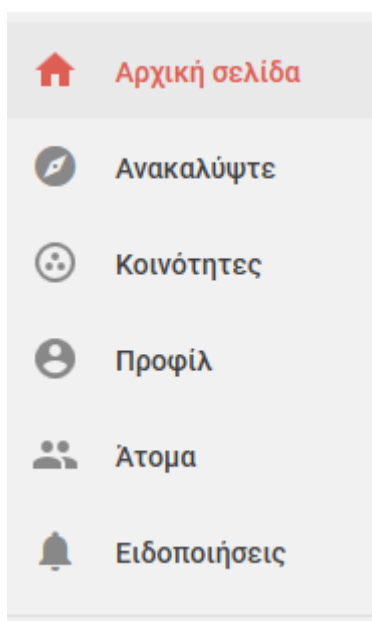 Αρχική σελίδα
Ανακαλύψτε
Κοινότητες
Προφίλ
Άτομα
Ειδοποιήσεις